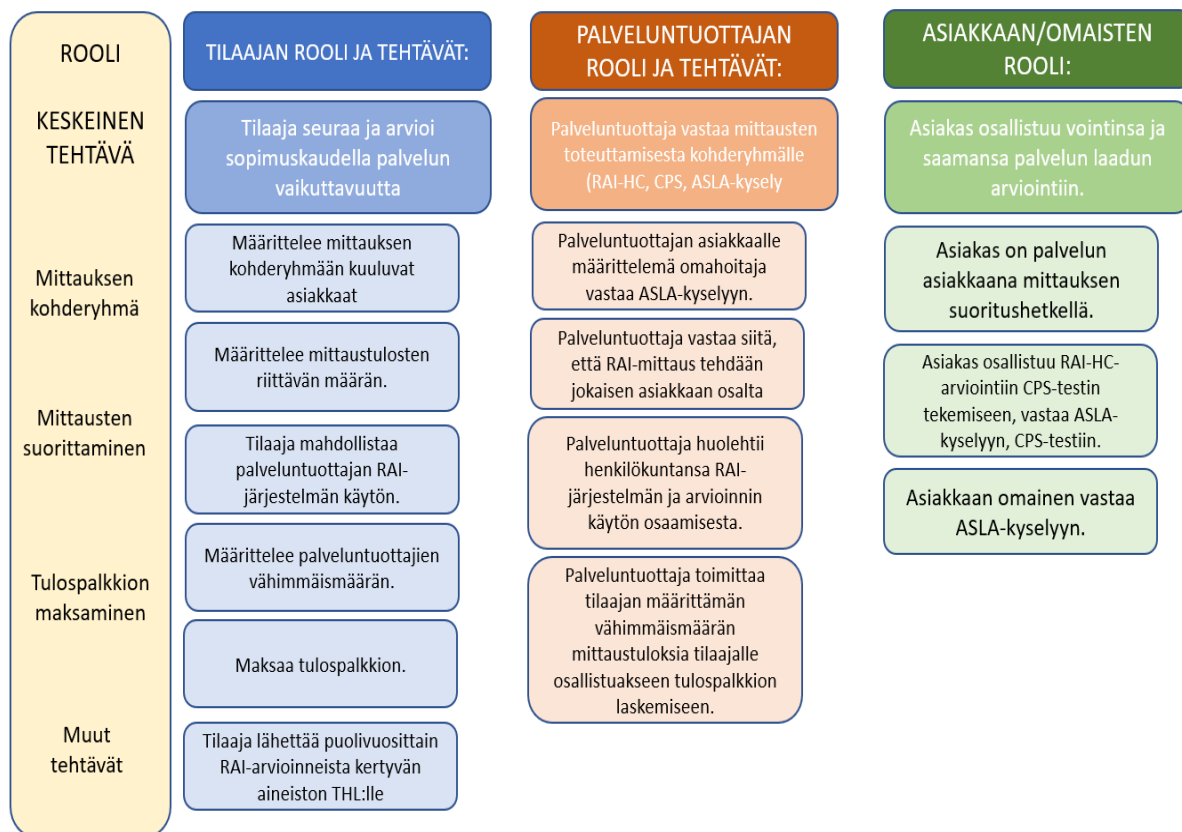 ROOLI
KESKEINEN
TEHTÄVÄ
Mittauksen
kohderyhmä
Mittausten
suorittaminen
Tulospalkkion
maksaminen
Muut
tehtävät
TILAAJAN ROOLI JA TEHTÄVÄT:
Tilaaja seuraa ja arvioi
sopimuskaudella palvelun
vaikuttavuutta
Määrittelee mittauksen
kohderyhmään kuuluvat
asiakkaat
Määrittelee mittaustulosten
riittävän määrän.
Tilaaja mahdollistaa
palveluntuottajan RAI-
järjestelmän käytön.
Määrittelee palveluntuottajien
vähimmäismäärän.
Maksaa tulospalkkion.
Tilaaja lähettää puolivuosittain
RAI-arvioinneista kertyvän
aineiston THL:lle
PALVELUNTUOTTAJAN
ROOLI JA TEHTÄVÄT:
Palveluntuottaja vastaa mittausten
toteuttamisesta kohderyhmälle
(RAI-HC, CPS, ASLA-kysely
Palveluntuottajan asiakkaalle
määrittelemä omahoitaja
vastaa ASLA-kyselyyn.
Palveluntuottaja vastaa siitä,
että RAI-mittaus tehdään
jokaisen asiakkaan osalta
Palveluntuottaja huolehtii
henkilökuntansa RAI-
järjestelmän ja arvioinnin
käytön osaamisesta.
Palveluntuottaja toimittaa
tilaajan määrittämän
vähimmäismäärän
mittaustuloksia tilaajalle
osallistuakseen tulospalkkion
laskemiseen.
ASIAKKAAN/OMAISTEN
ROOLI:
Asiakas osallistuu vointinsa ja
saamansa palvelun laadun
arviointiin.
Asiakas on palvelun
asiakkaana mittauksen
suoritushetkellä.
Asiakas osallistuu RAI-HC-
arviointiin CPS-testin
tekemiseen, vastaa ASLA-
kyselyyn, CPS-testiin.
Asiakkaan omainen vastaa
ASLA-kyselyyn.